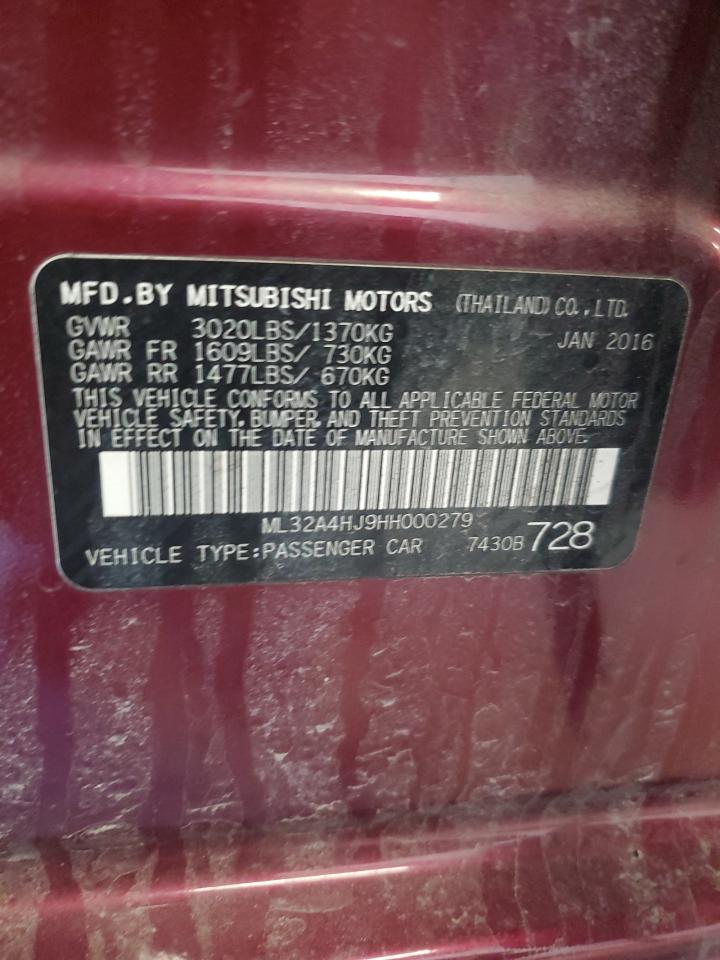 MFD.BY MITSUBISHI MOTORS (THAILAND) CO., LTD.
GVWR 3020LBS/1370KG JAN 2016
GAWR FR 1609LBS/ 730KG
GAWR RR 1477LBS/ 670KG
THIS VEHICLE CONFORMS TO ALL APPLICABLE FEDERAL MOTOR
VEHICLE SAFETY, BUMPER, AND THEFT PREVENTION STANDARDS
IN EFFECT ON THE DATE OF MANUFACTURE SHOWN ABOVE.
ML32A4HJ9HH000279
VEHICLE TYPE:PASSENGER CAR 7430B 728